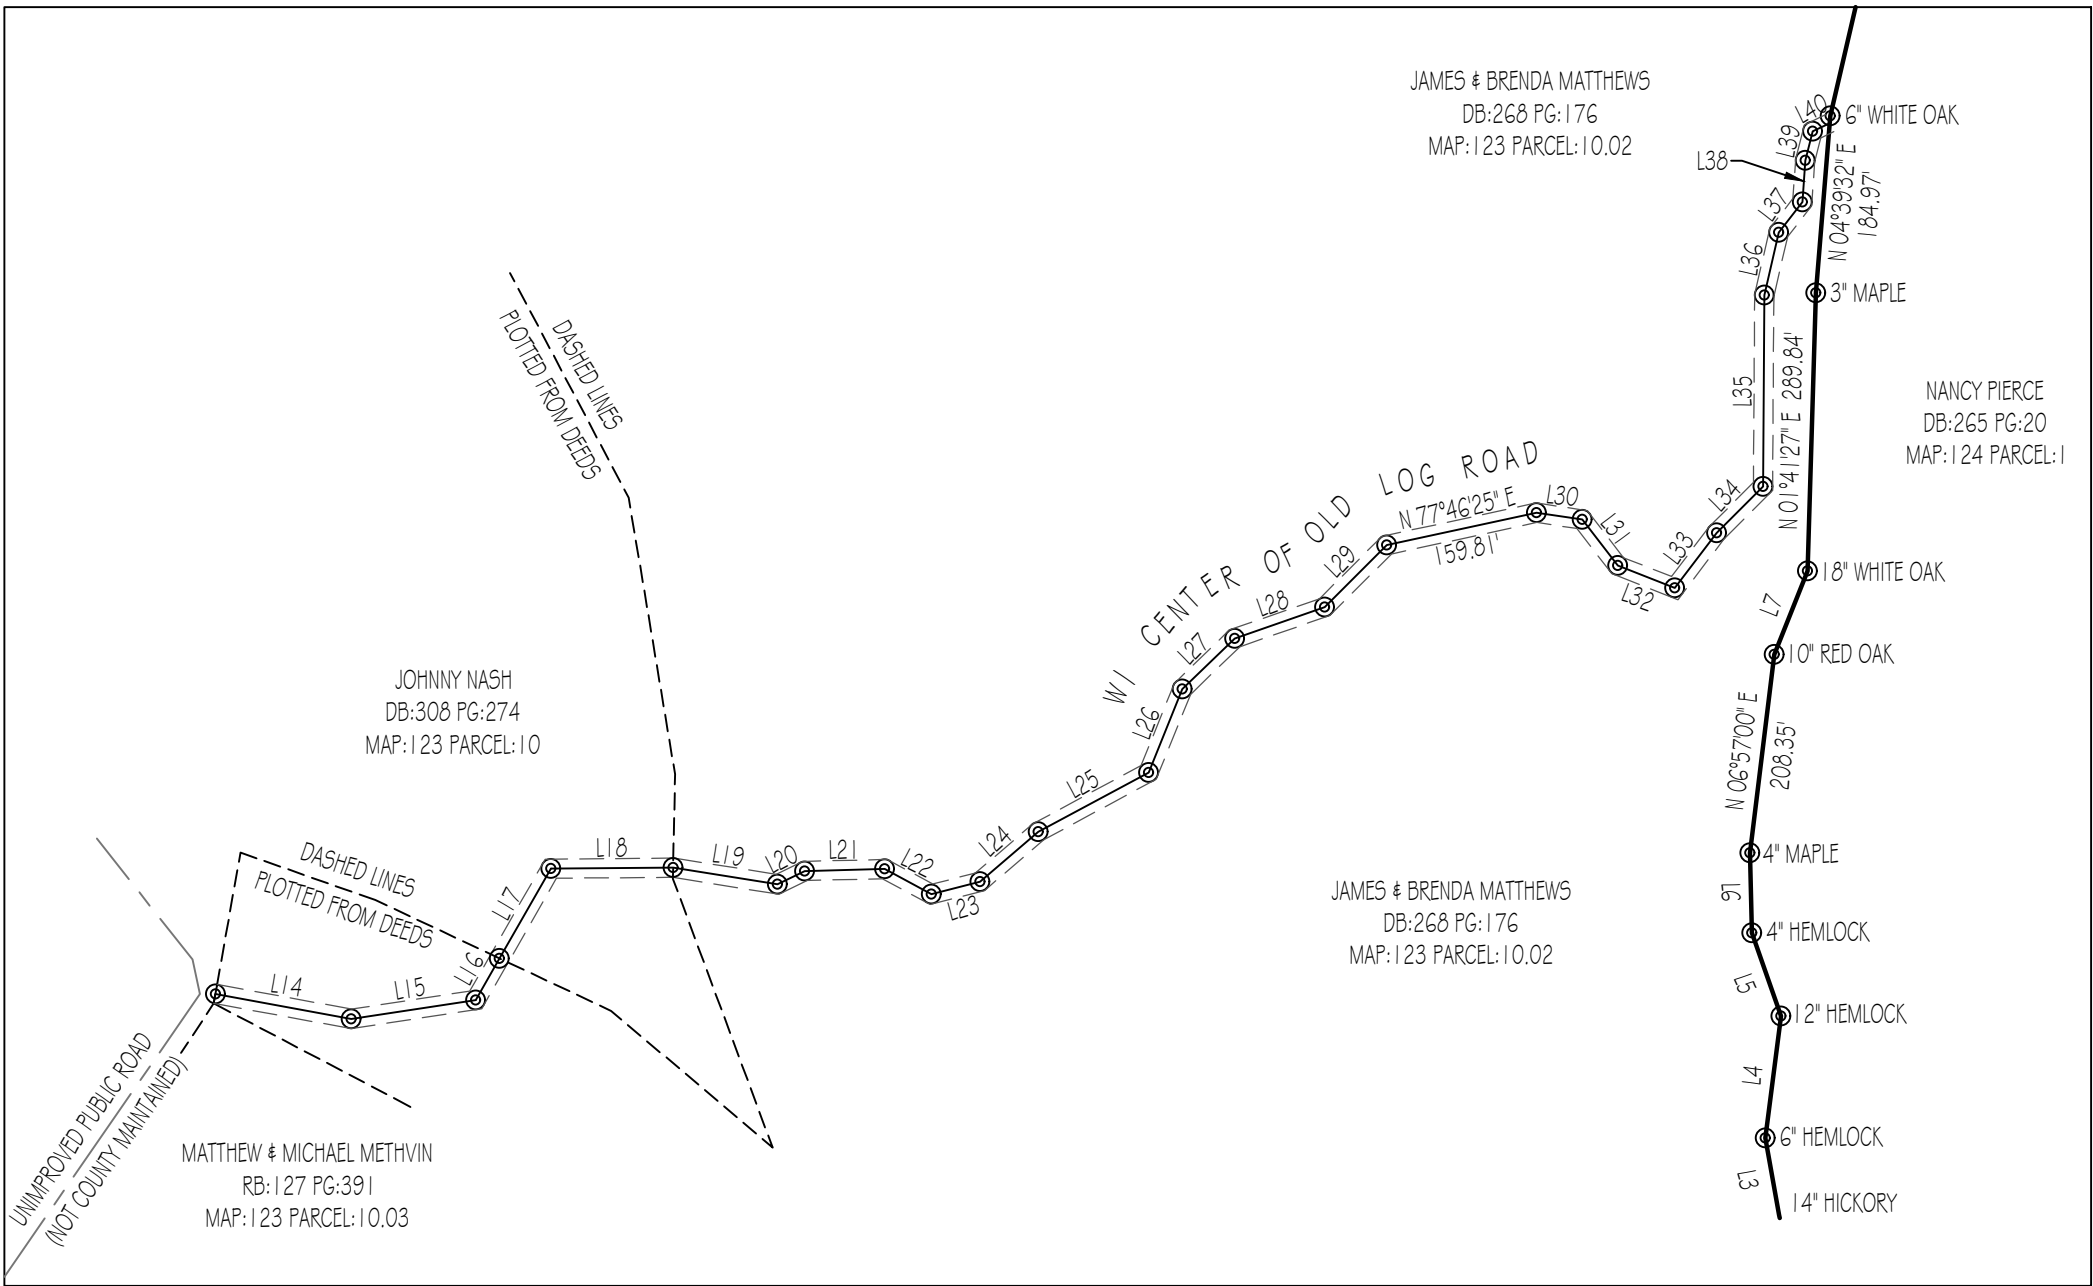 JAMES & BRENDA MATTHEWS
DB:268 PG:176
MAP:123 PARCEL:10.02
L40
6" WHITE OAK
L39
L38
N 04°39'32" E
184.97'
L37
L36
3" MAPLE
DASHED LINES
PLOTTED FROM DEEDS
L35
N 01°41'27" E 289.84'
NANCY PIERCE
DB:265 PG:20
MAP:124 PARCEL:1
WI CENTER OF OLD LOG ROAD
N 77°46'25" E
159.81'
L30
L31
L32
L33
L34
L29
L28
L27
L26
18" WHITE OAK
L7
10" RED OAK
JOHNNY NASH
DB:308 PG:274
MAP:123 PARCEL:10
N 06°57'00" E
208.35'
L25
L24
L23
L22
L21
L20
L19
L18
L17
4" MAPLE
L6
DASHED LINES
PLOTTED FROM DEEDS
JAMES & BRENDA MATTHEWS
DB:268 PG:176
MAP:123 PARCEL:10.02
4" HEMLOCK
L16
L15
L14
L5
12" HEMLOCK
L4
UNIMPROVED PUBLIC ROAD
(NOT COUNTY MAINTAINED)
MATTHEW & MICHAEL METHVIN
RB:127 PG:391
MAP:123 PARCEL:10.03
6" HEMLOCK
L3
14" HICKORY